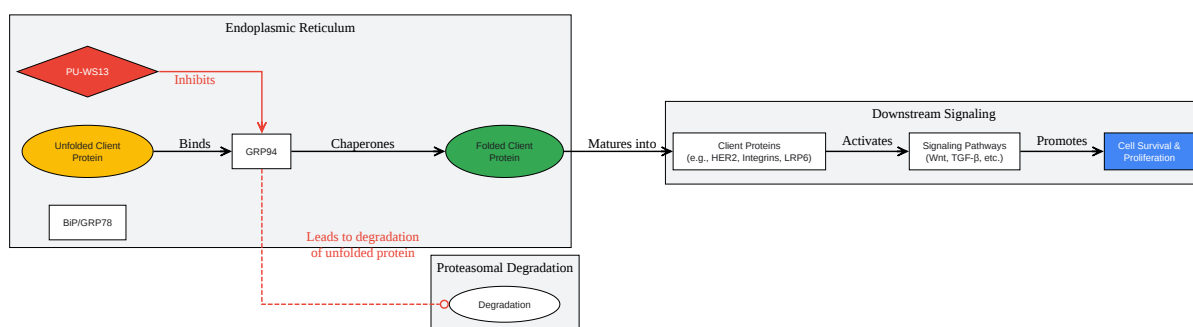 Endoplasmic Reticulum
PU-WS13
Inhibits
Unfolded Client
Protein
Binds
GRP94
Chaperones
Folded Client
Protein
Matures into
BiP/GRP78
Leads to degradation
of unfolded protein
Downstream Signaling
Client Proteins
(e.g., HER2, Integrins, LRP6)
Activates
Signaling Pathways
(Wnt, TGF-β, etc.)
Promotes
Cell Survival &
Proliferation
Proteasomal Degradation
Degradation